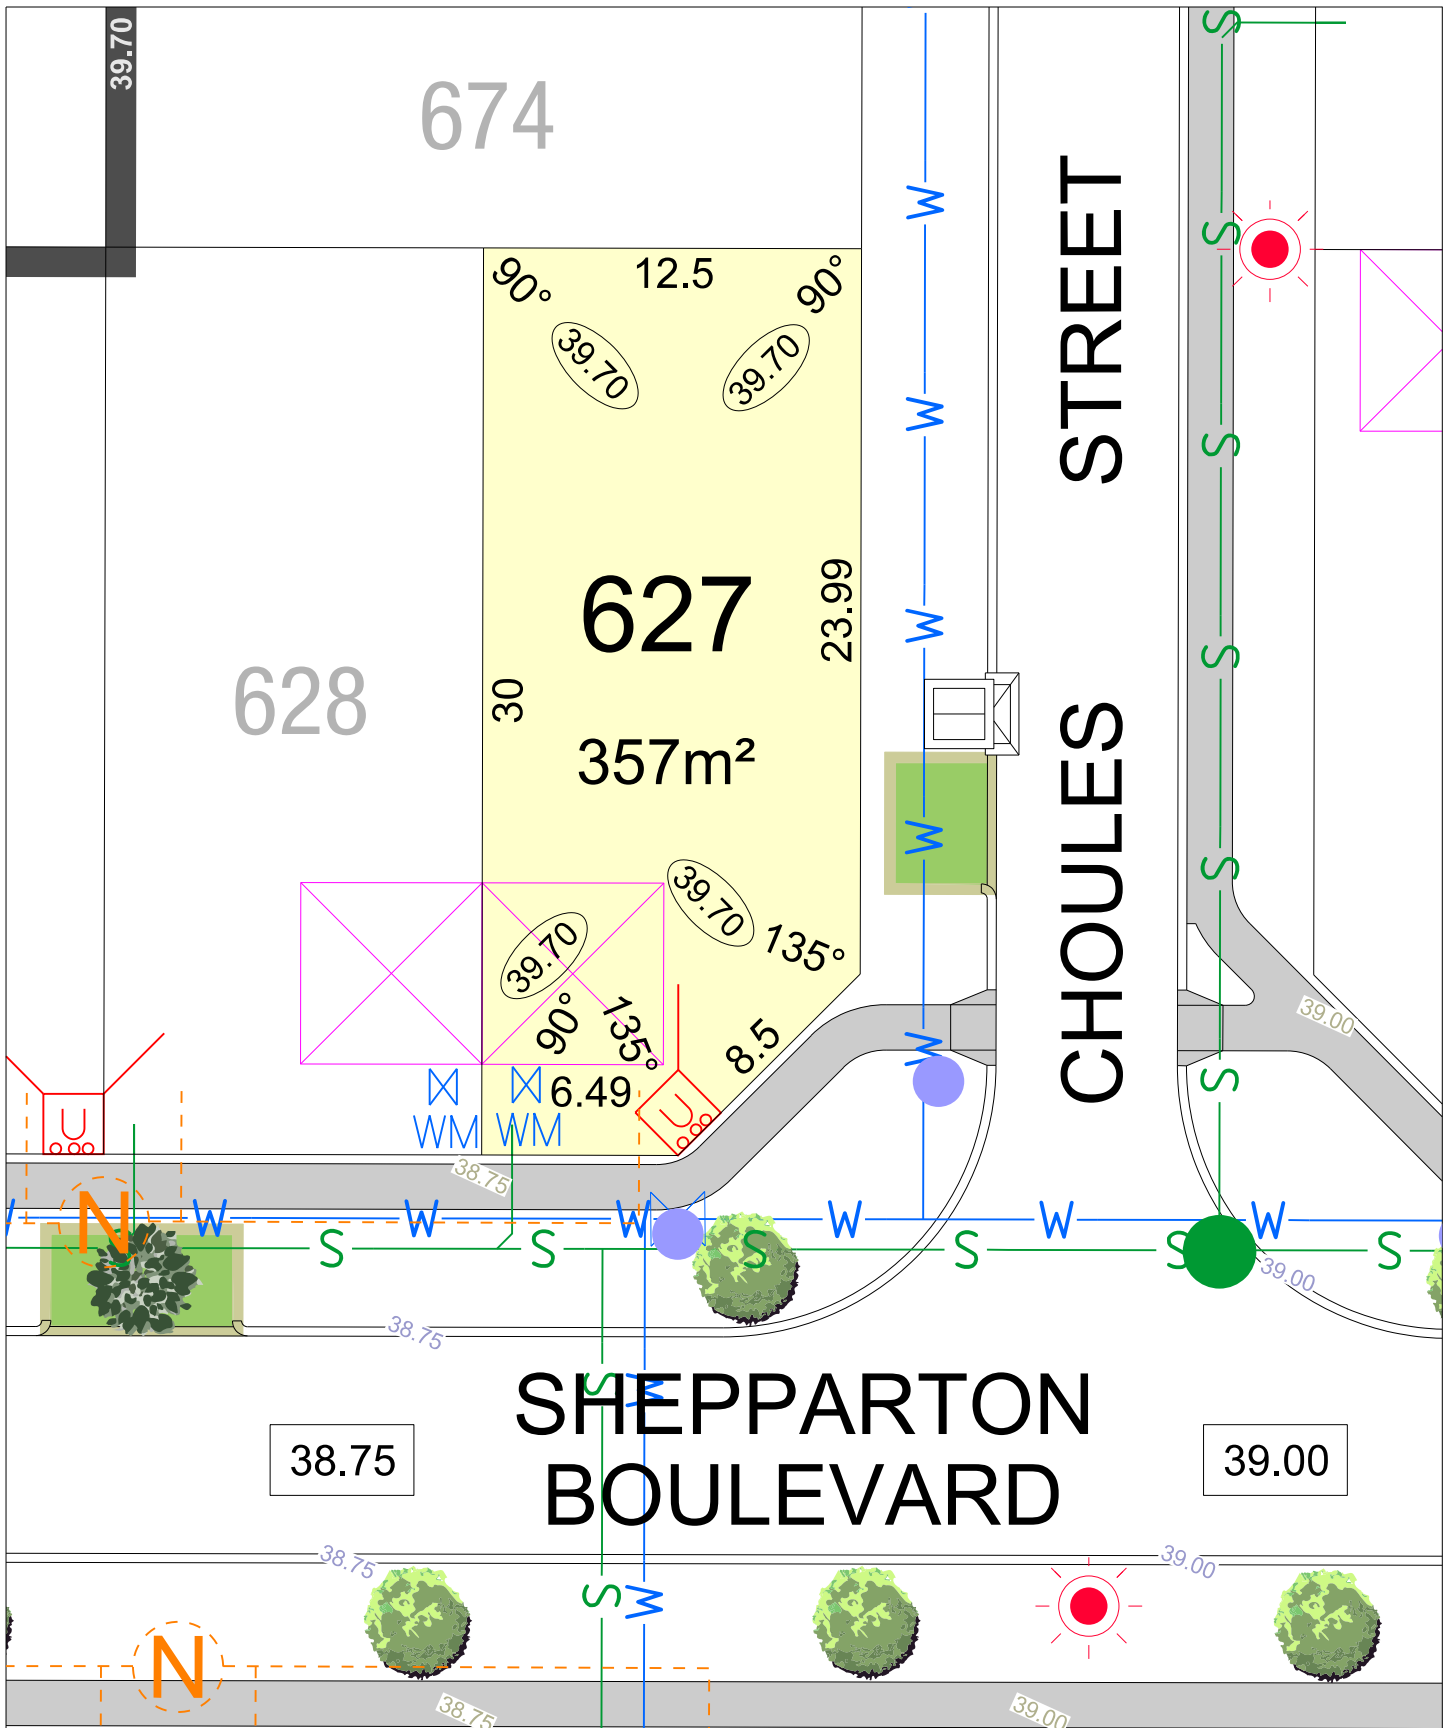 39.70
674
S
STREET
W
S
90°
12.5
90°
39.70
39.70
W
S
627
23.99
W
S
628
30
357m²
CHOULES
W
S
39.70
39.70
135°
90°
135°
8.5
6.49
W
39.00
S
WM
WM
U
U
38.75
N
W
W
W
W
W
W
W
S
S
S
S
S
S
39.00
38.75
S
W
SHEPPARTON
BOULEVARD
38.75
39.00
38.75
39.00
S
W
N
38.75
39.00